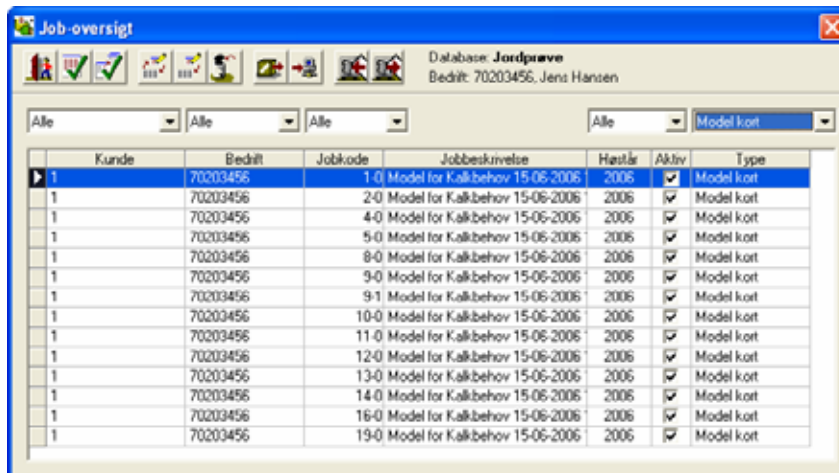 Job-oversigt
Database: Jordprøve
Bedrift: 70203456, Jens Hansen
Alle Alle Alle Alle Model kort
Kunde Bedrift Jobkode Jobbeskrivelse Høstår Aktiv Type
1 70203456 1-0 Model for Kalkbehov 15-06-2006 2006 Model kort
1 70203456 2-0 Model for Kalkbehov 15-06-2006 2006 Model kort
1 70203456 4-0 Model for Kalkbehov 15-06-2006 2006 Model kort
1 70203456 5-0 Model for Kalkbehov 15-06-2006 2006 Model kort
1 70203456 8-0 Model for Kalkbehov 15-06-2006 2006 Model kort
1 70203456 9-0 Model for Kalkbehov 15-06-2006 2006 Model kort
1 70203456 9-1 Model for Kalkbehov 15-06-2006 2006 Model kort
1 70203456 10-0 Model for Kalkbehov 15-06-2006 2006 Model kort
1 70203456 11-0 Model for Kalkbehov 15-06-2006 2006 Model kort
1 70203456 12-0 Model for Kalkbehov 15-06-2006 2006 Model kort
1 70203456 13-0 Model for Kalkbehov 15-06-2006 2006 Model kort
1 70203456 14-0 Model for Kalkbehov 15-06-2006 2006 Model kort
1 70203456 16-0 Model for Kalkbehov 15-06-2006 2006 Model kort
1 70203456 19-0 Model for Kalkbehov 15-06-2006 2006 Model kort